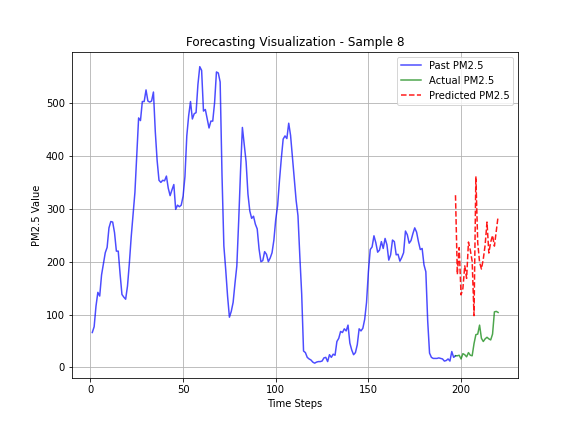 Forecasting Visualization - Sample 8
Past PM2.5
Actual PM2.5
Predicted PM2.5
PM2.5 Value
500
400
300
200
100
0
0 50 100 150 200
Time Steps